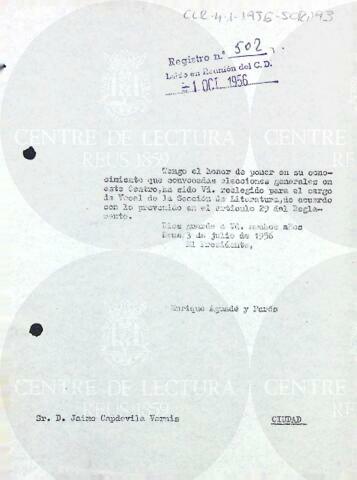 CLR-4-1-1956-SCR/193
Registro n.º 502
Leído en Reunión del C.D.
- 1 OCT. 1956
CENTRE DE LECTURA
REUS 1859
Tengo el honor de poner en su cono-
cimiento que convocadas elecciones generales en
este Centro, ha sido Vd. reelegido para el cargo
de Vocal de la Sección de Literatura, de acuerdo
con lo prevenido en el artículo 29 del Regla-
mento.
Dios guarde a Vd. muchos años
Reus, 3 de julio de 1956
El Presidente,
Enrique Aguadé y Parés
CENTRE DE LECTURA
REUS 1859
Sr. D. Jaime Capdevila Vernis
CIUDAD